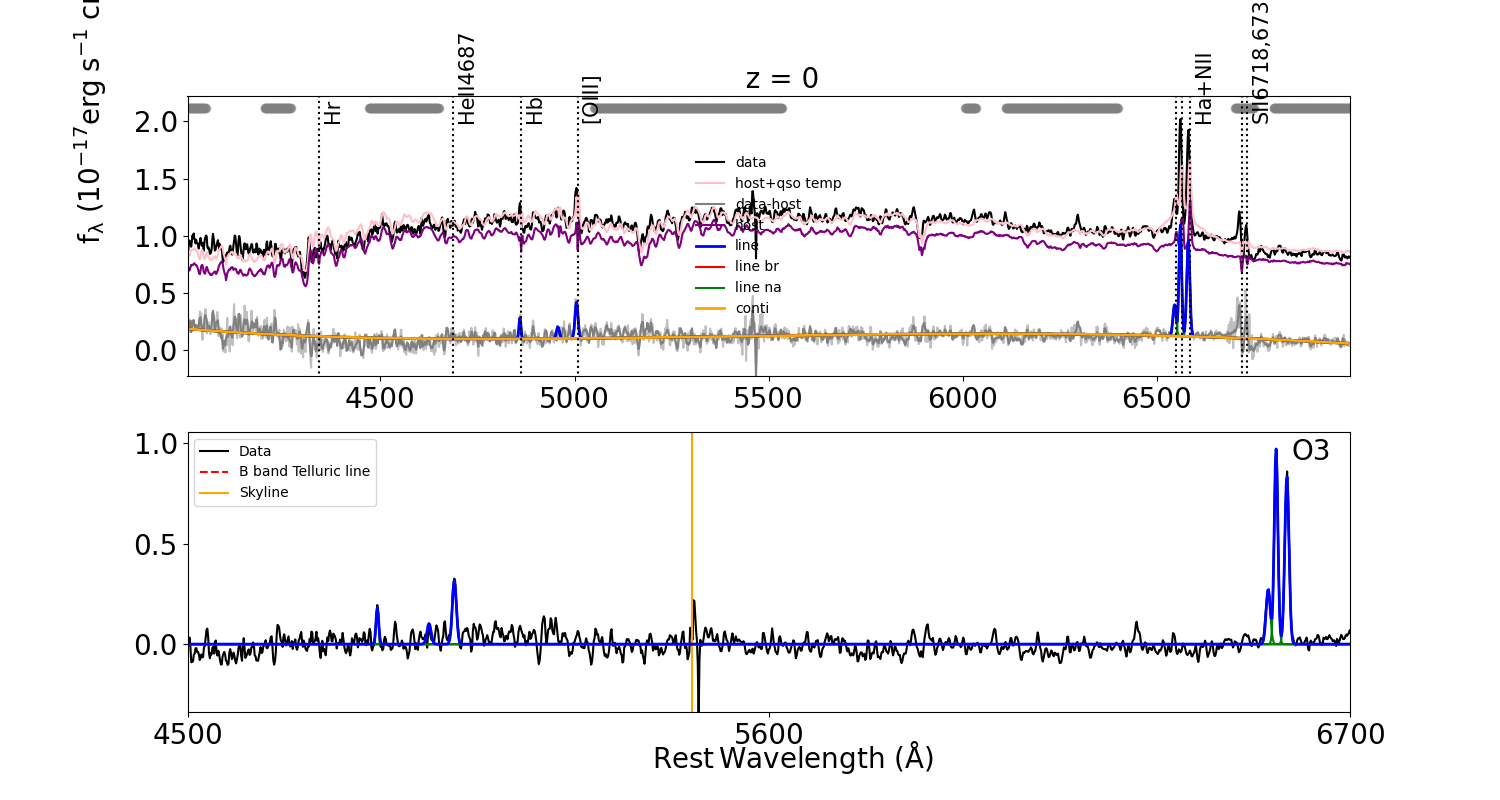 z = 0
f_λ (10⁻¹⁷erg s⁻¹
Hr
HeII4687
Hb
[OIII]
Ha+NII
SII6718,673
2.0
1.5
1.0
0.5
0.0
data
host+qso temp
data-host
host
line
line br
line na
conti
4500
5000
5500
6000
6500
1.0
0.5
0.0
Data
B band Telluric line
Skyline
O3
4500
5600
6700
Rest Wavelength (Å)